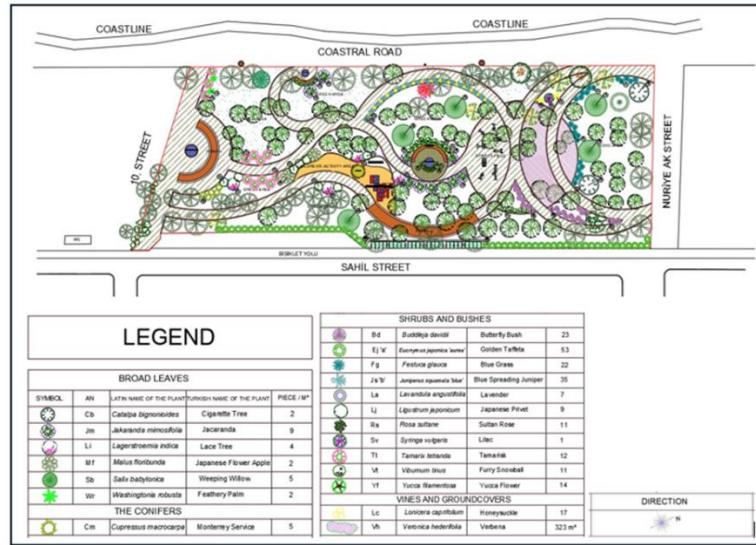 COASTLINE
COASTLINE
COASTRAL ROAD
10. STREET
NURİYE AK STREET
BİSİKLET YOLU
SAHİL STREET
LEGEND
BROAD LEAVES
SYMBOL AN LATIN NAME OF THE PLANT TURKISH NAME OF THE PLANT PIECE / M²
Cb Catalpa bignonioides Cigarette Tree 2
Jm Jakaranda mimosifolia Jacaranda 9
Li Lagerstroemia indica Lace Tree 4
Mf Malus floribunda Japanese Flower Apple 2
Sb Salix babylonica Weeping Willow 5
Wr Washingtonia robusta Feathery Palm 2
THE CONIFERS
Cm Cupressus macrocarpa Monterrey Service 5
SHRUBS AND BUSHES
Bd Buddleja davidii Butterfly Bush 23
Ej 'a' Euonymus japonica 'aurea' Golden Taffeta 53
Fg Festuca glauca Blue Grass 22
Js 'b' Juniperus squamata 'blue' Blue Spreading Juniper 35
La Lavandula angustifolia Lavender 7
Lj Ligustrum japonicum Japanese Privet 9
Rs Rosa sultane Sultan Rose 11
Sv Syringa vulgaris Lilac 1
Tt Tamarix tetranda Tamarisk 12
Vt Viburnum tinus Furry Snowball 11
Yf Yucca filamentosa Yucca Flower 14
VINES AND GROUNDCOVERS
Lc Lonicera caprifolium Honeysuckle 17
Vh Veronica hederifolia Verbena 323 m²
DIRECTION
N